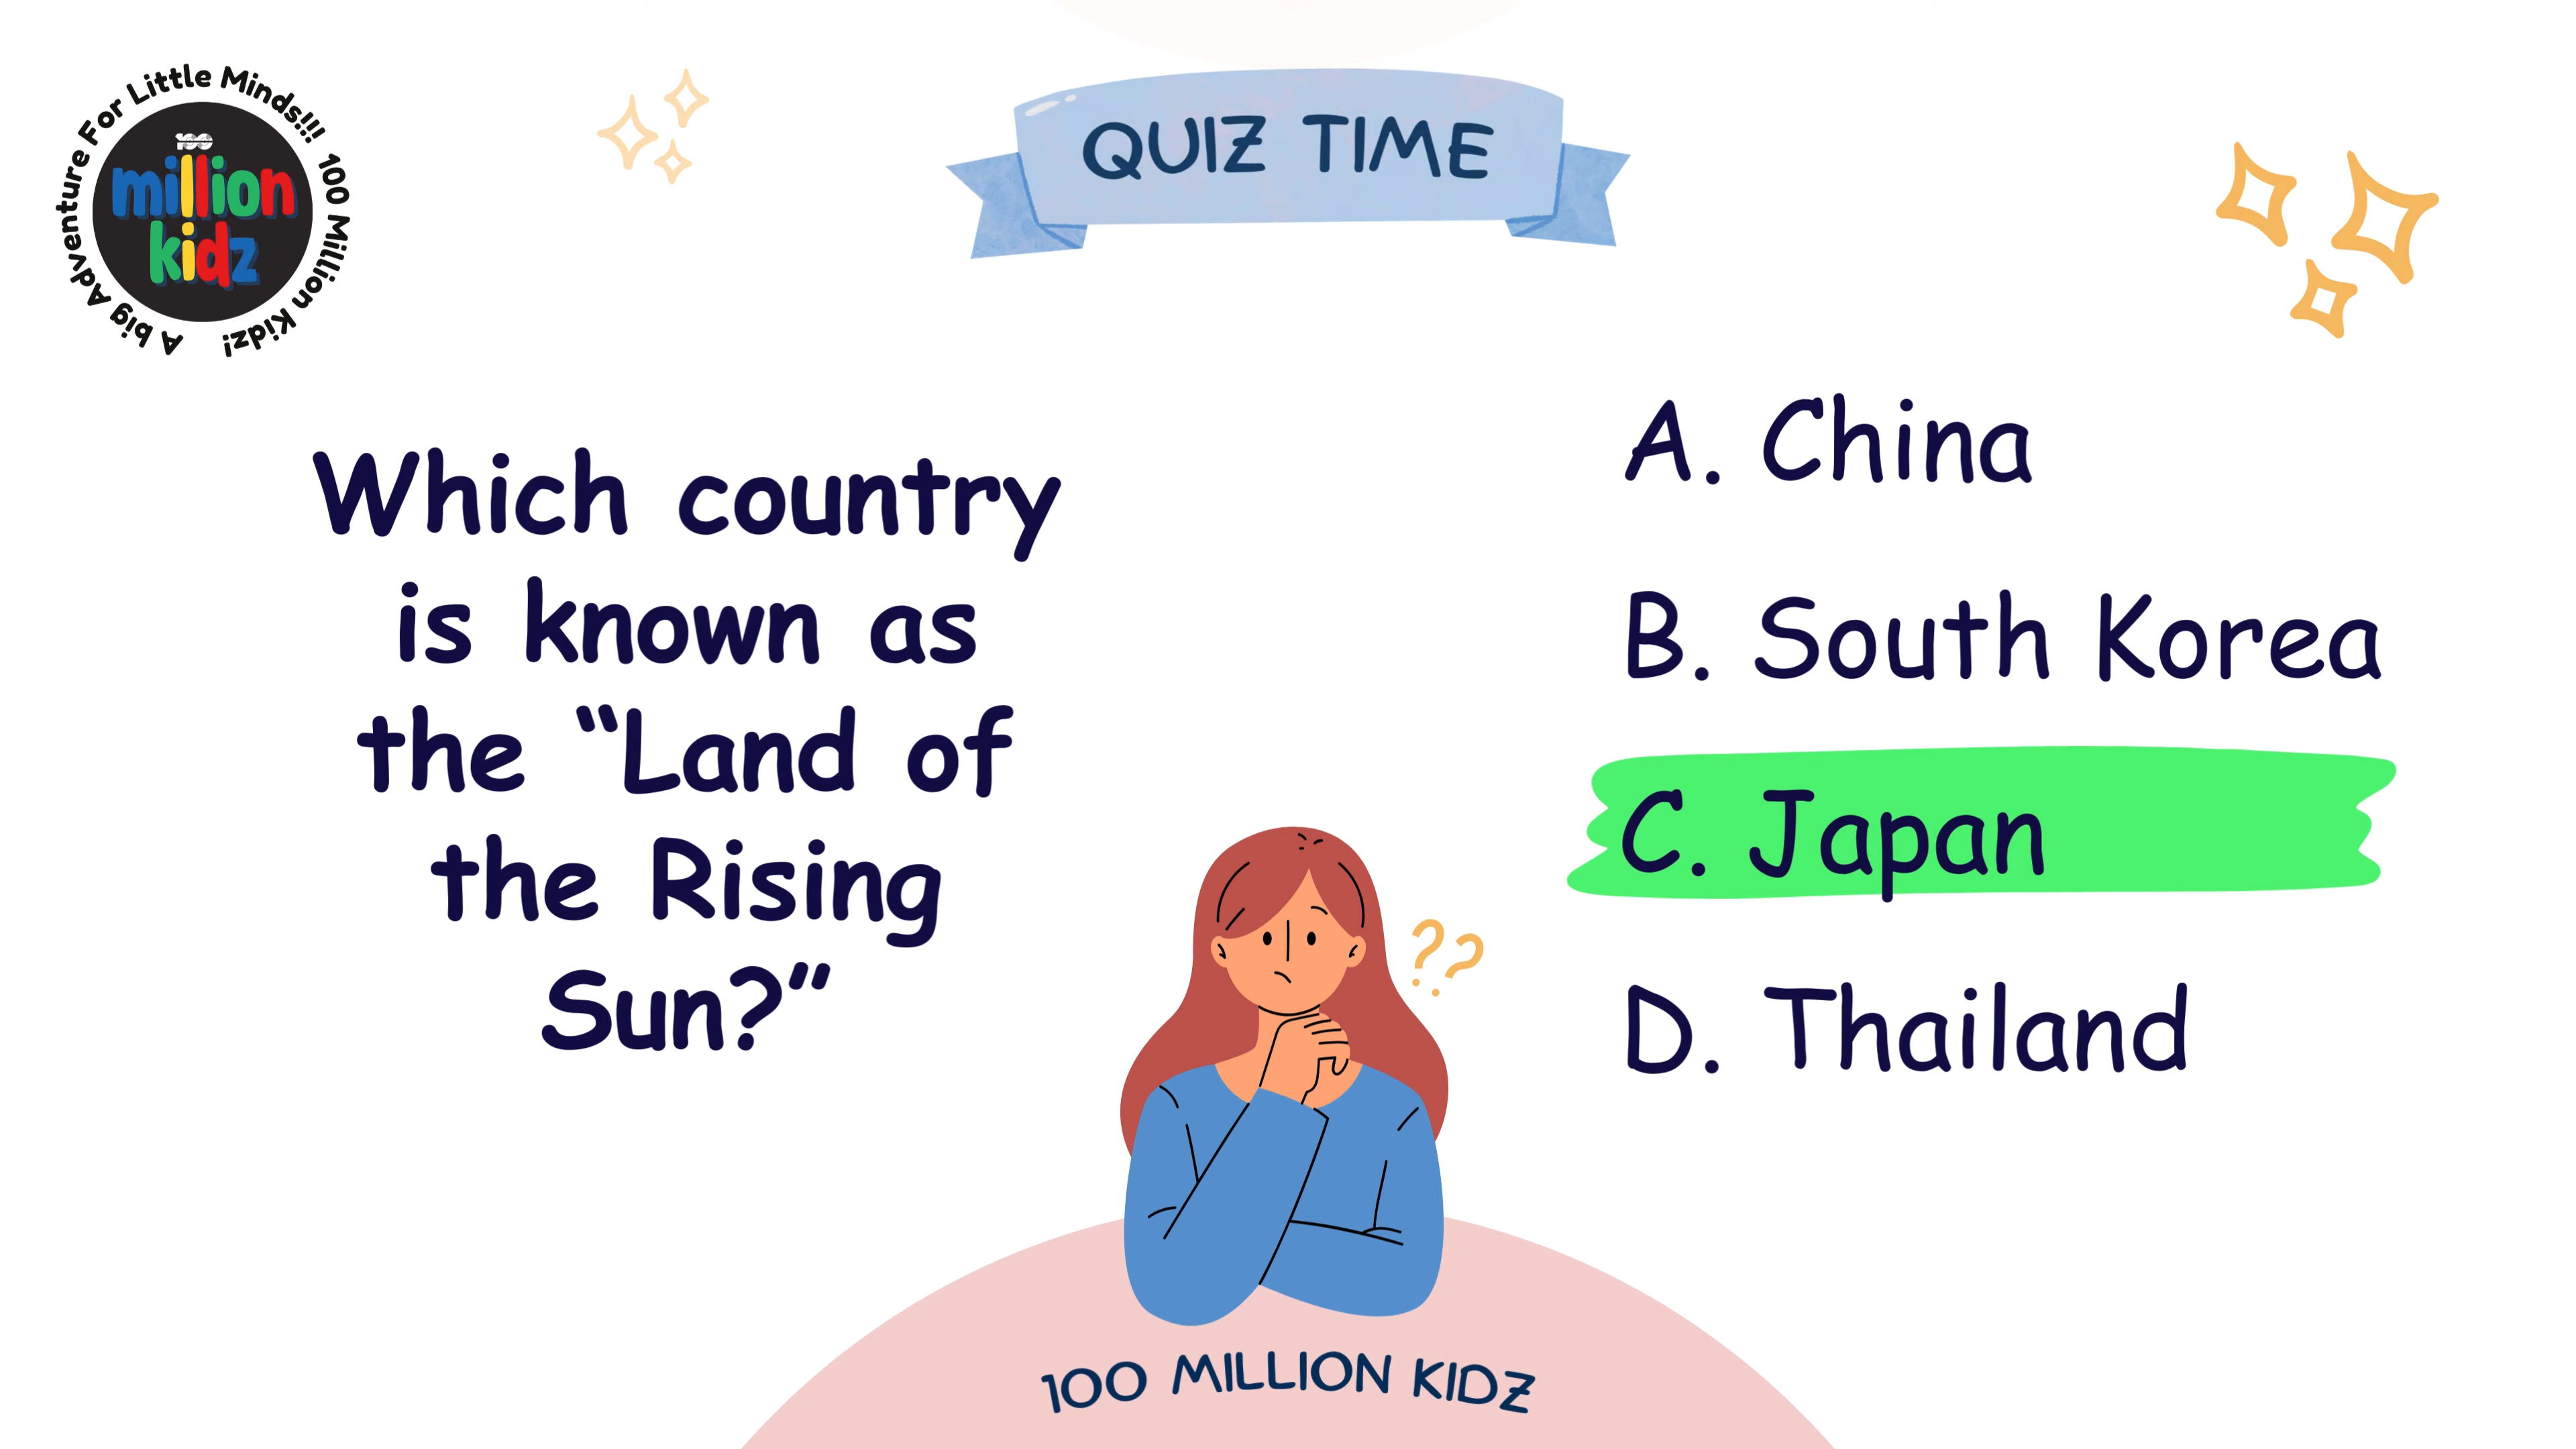 A big Adventure For Little Minds!!! 100 Million Kidz!
100
million
kidz
QUIZ TIME
Which country
is known as
the “Land of
the Rising
Sun?”
A. China
B. South Korea
C. Japan
D. Thailand
??
100 MILLION KIDZ